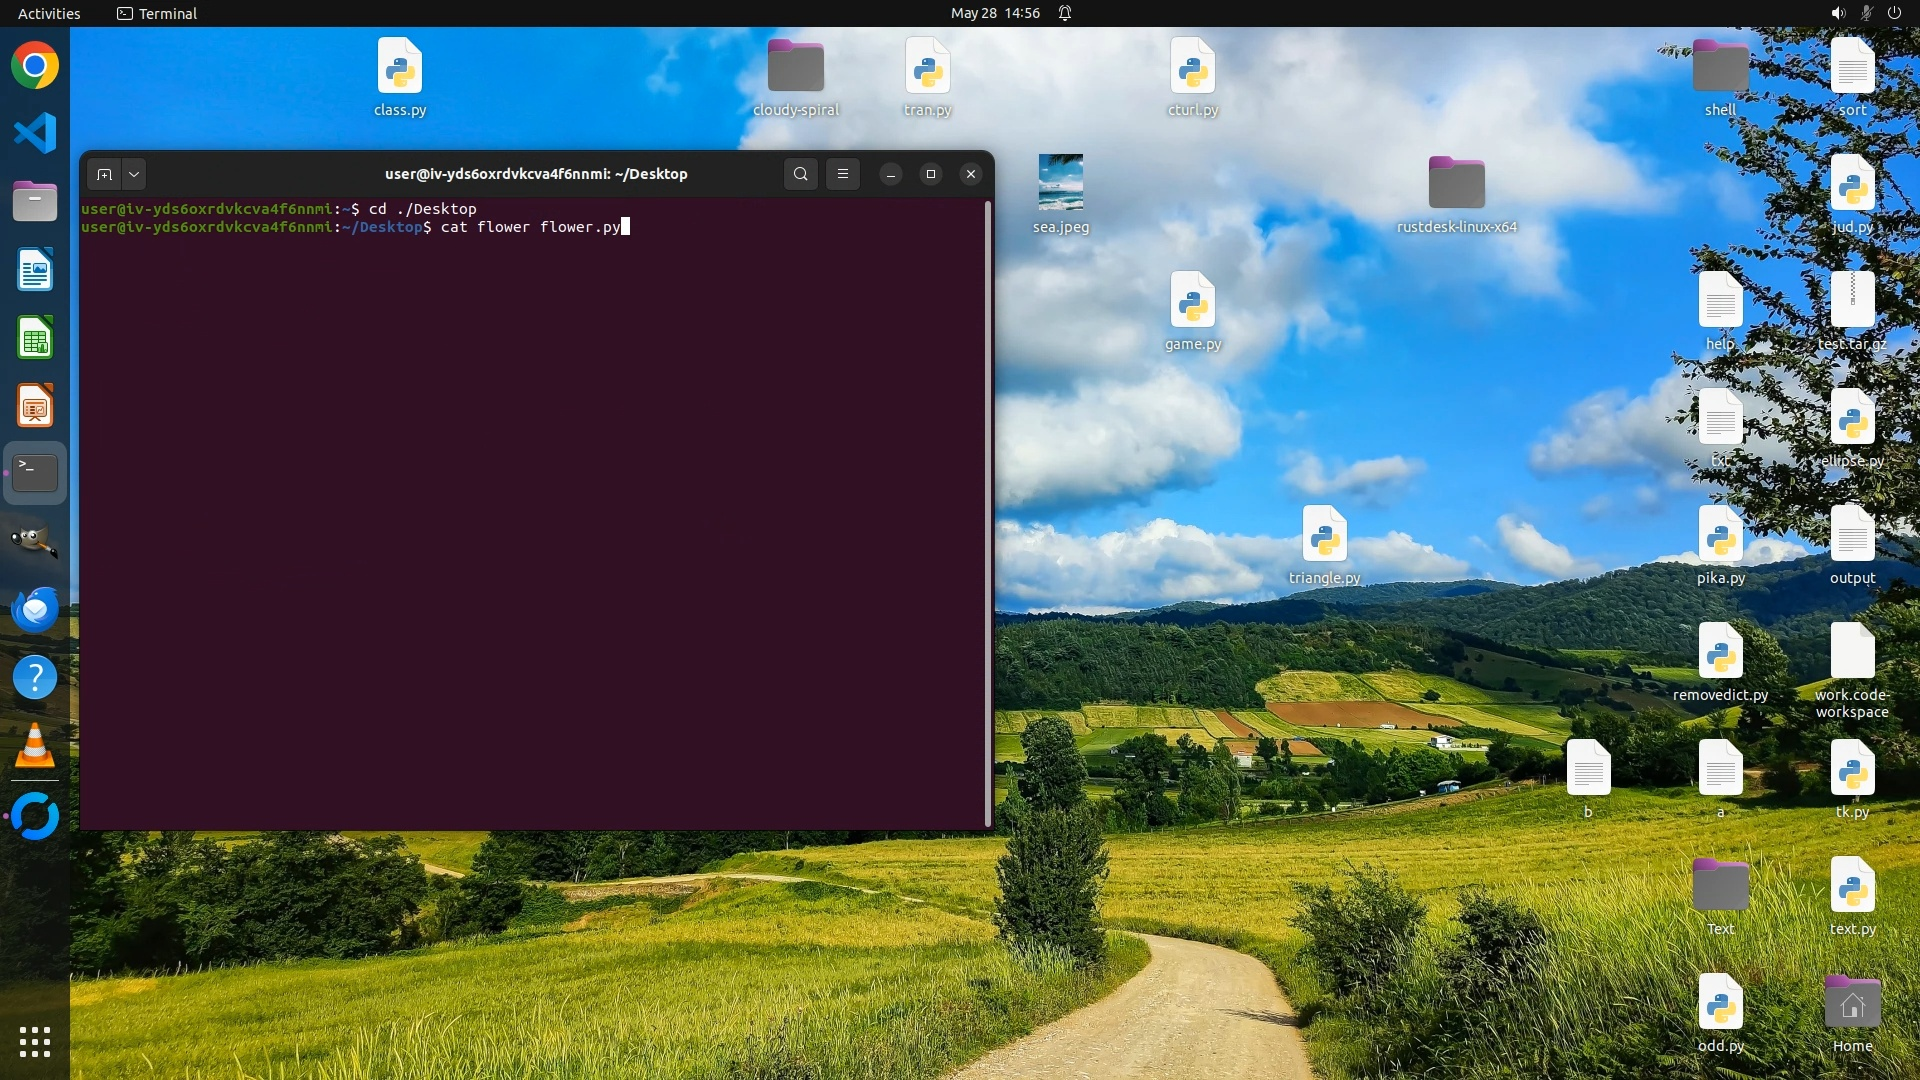 Activities
Terminal
May 28 14:56
class.py
cloudy-spiral
tran.py
cturl.py
shell
sort
user@iv-yds6oxrdvkcva4f6nnmi: ~/Desktop
user@iv-yds6oxrdvkcva4f6nnmi:~$ cd ./Desktop
user@iv-yds6oxrdvkcva4f6nnmi:~/Desktop$ cat flower flower.py
sea.jpeg
rustdesk-linux-x64
jud.py
game.py
help
test.tar.gz
txt
ellipse.py
triangle.py
pika.py
output
removedict.py
work.code-
workspace
b
a
tk.py
Text
text.py
odd.py
Home